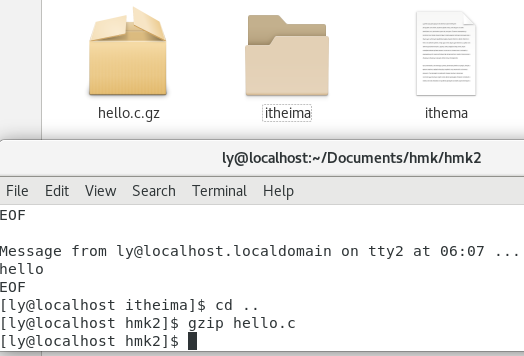 hello.c.gz
itheima
ithema
ly@localhost:~/Documents/hmk/hmk2
File Edit View Search Terminal Help
EOF
Message from ly@localhost.localdomain on tty2 at 06:07 ...
hello
EOF
[ly@localhost itheima]$ cd ..
[ly@localhost hmk2]$ gzip hello.c
[ly@localhost hmk2]$